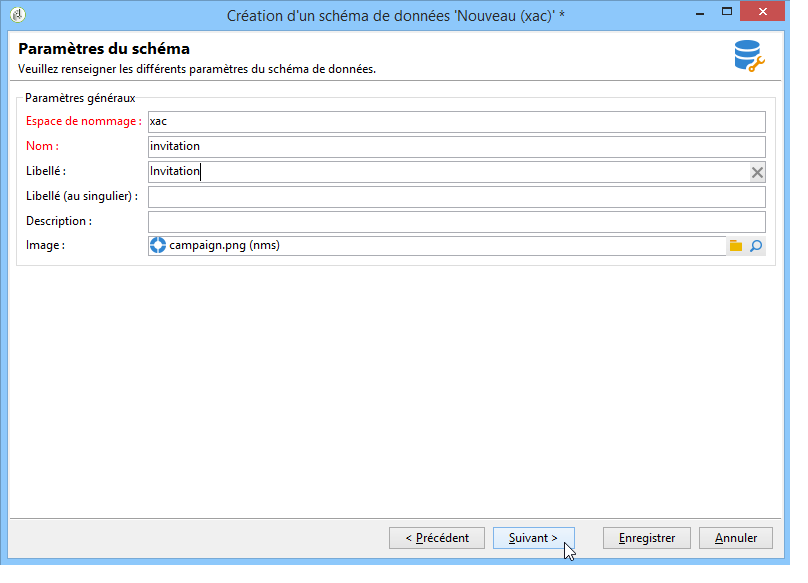 Création d'un schéma de données 'Nouveau (xac)' *
Paramètres du schéma
Veuillez renseigner les différents paramètres du schéma de données.
Paramètres généraux
Espace de nommage : xac
Nom : invitation
Libellé : Invitation
Libellé (au singulier) :
Description :
Image : campaign.png (nms)
< Précédent Suivant > Enregistrer Annuler